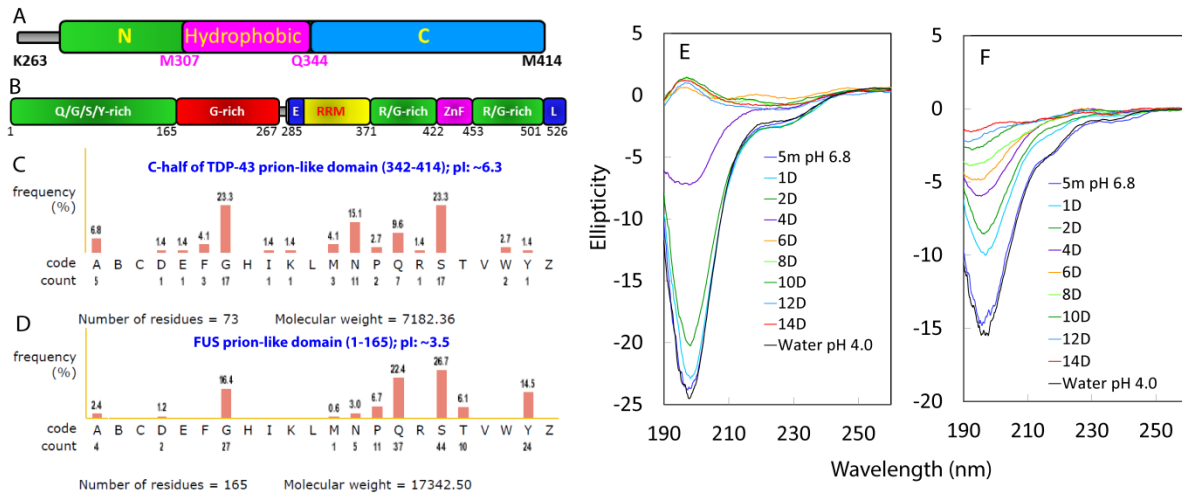 A
N
Hydrophobic
C
K263
M307
Q344
M414
B
Q/G/S/Y-rich
G-rich
E
RRM
R/G-rich
ZnF
R/G-rich
L
1
165
267
285
371
422
453
501
526
C
C-half of TDP-43 prion-like domain (342-414); pI: ~6.3
frequency
(%)
6.8 1.4 1.4 4.1 23.3 1.4 1.4 4.1 15.1 2.7 9.6 1.4 23.3 2.7 1.4
code A B C D E F G H I K L M N P Q R S T V W Y Z
count 5 1 1 3 17 1 1 3 11 2 7 1 17 2 1
Number of residues = 73 Molecular weight = 7182.36
D
FUS prion-like domain (1-165); pI: ~3.5
frequency
(%)
2.4 1.2 16.4 0.6 3.0 6.7 22.4 26.7 6.1 14.5
code A B C D E F G H I K L M N P Q R S T V W Y Z
count 4 2 27 1 5 11 37 44 10 24
Number of residues = 165 Molecular weight = 17342.50
E
Ellipticity
5
0
-5
-10
-15
-20
-25
190 210 230 250
5m pH 6.8
1D
2D
4D
6D
8D
10D
12D
14D
Water pH 4.0
F
5
0
-5
-10
-15
-20
190 210 230 250
5m pH 6.8
1D
2D
4D
6D
8D
10D
12D
14D
Water pH 4.0
Wavelength (nm)